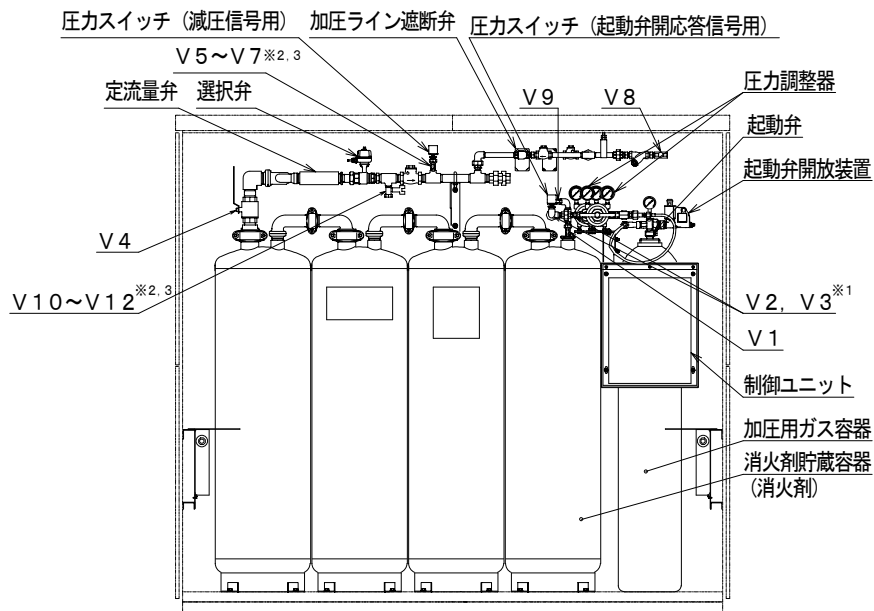 圧力スイッチ（減圧信号用）
加圧ライン遮断弁
圧力スイッチ（起動弁開応答信号用）
Ｖ５～Ｖ７※2, 3
定流量弁
選択弁
Ｖ９
Ｖ８
圧力調整器
起動弁
起動弁開放装置
Ｖ４
Ｖ１０～Ｖ１２※2, 3
Ｖ２，Ｖ３※1
Ｖ１
制御ユニット
加圧用ガス容器
消火剤貯蔵容器
（消火剤）